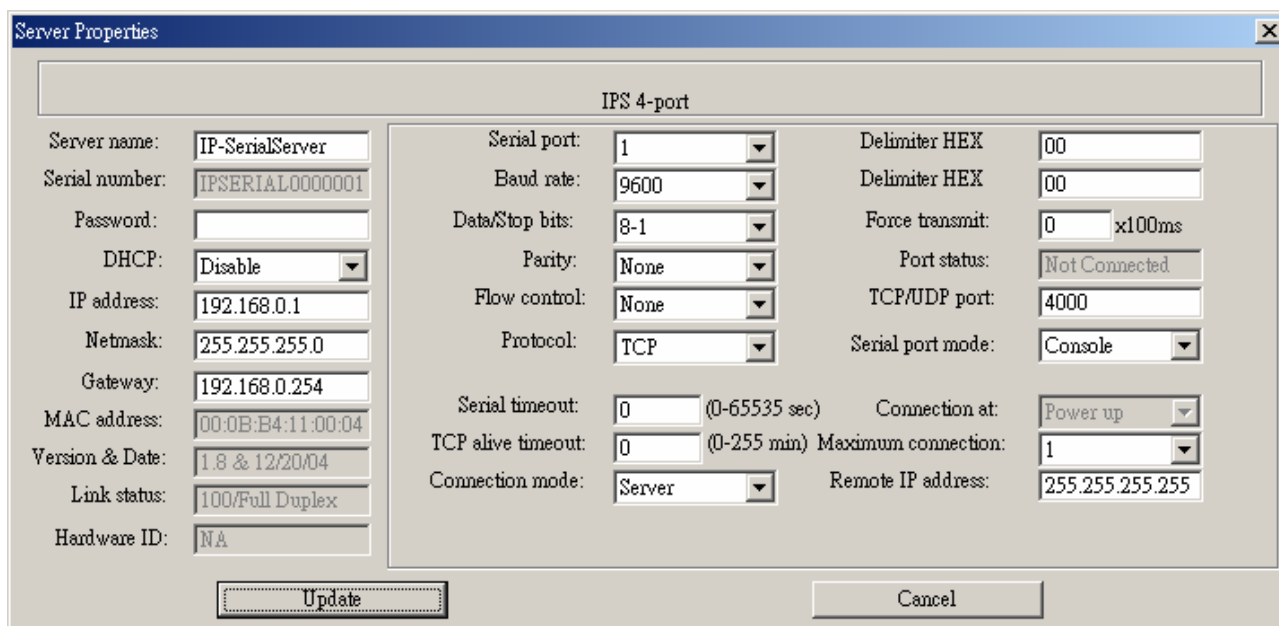 Server Properties
IPS 4-port
Server name: IP-SerialServer
Serial number: IPSERIAL0000001
Password:
DHCP: Disable
IP address: 192.168.0.1
Netmask: 255.255.255.0
Gateway: 192.168.0.254
MAC address: 00:0B:B4:11:00:04
Version & Date: 1.8 & 12/20/04
Link status: 100/Full Duplex
Hardware ID: NA
Serial port: 1
Baud rate: 9600
Data/Stop bits: 8-1
Parity: None
Flow control: None
Protocol: TCP
Serial timeout: 0 (0-65535 sec)
TCP alive timeout: 0 (0-255 min)
Connection mode: Server
Delimiter HEX 00
Delimiter HEX 00
Force transmit: 0 x100ms
Port status: Not Connected
TCP/UDP port: 4000
Serial port mode: Console
Connection at: Power up
Maximum connection: 1
Remote IP address: 255.255.255.255
Update
Cancel